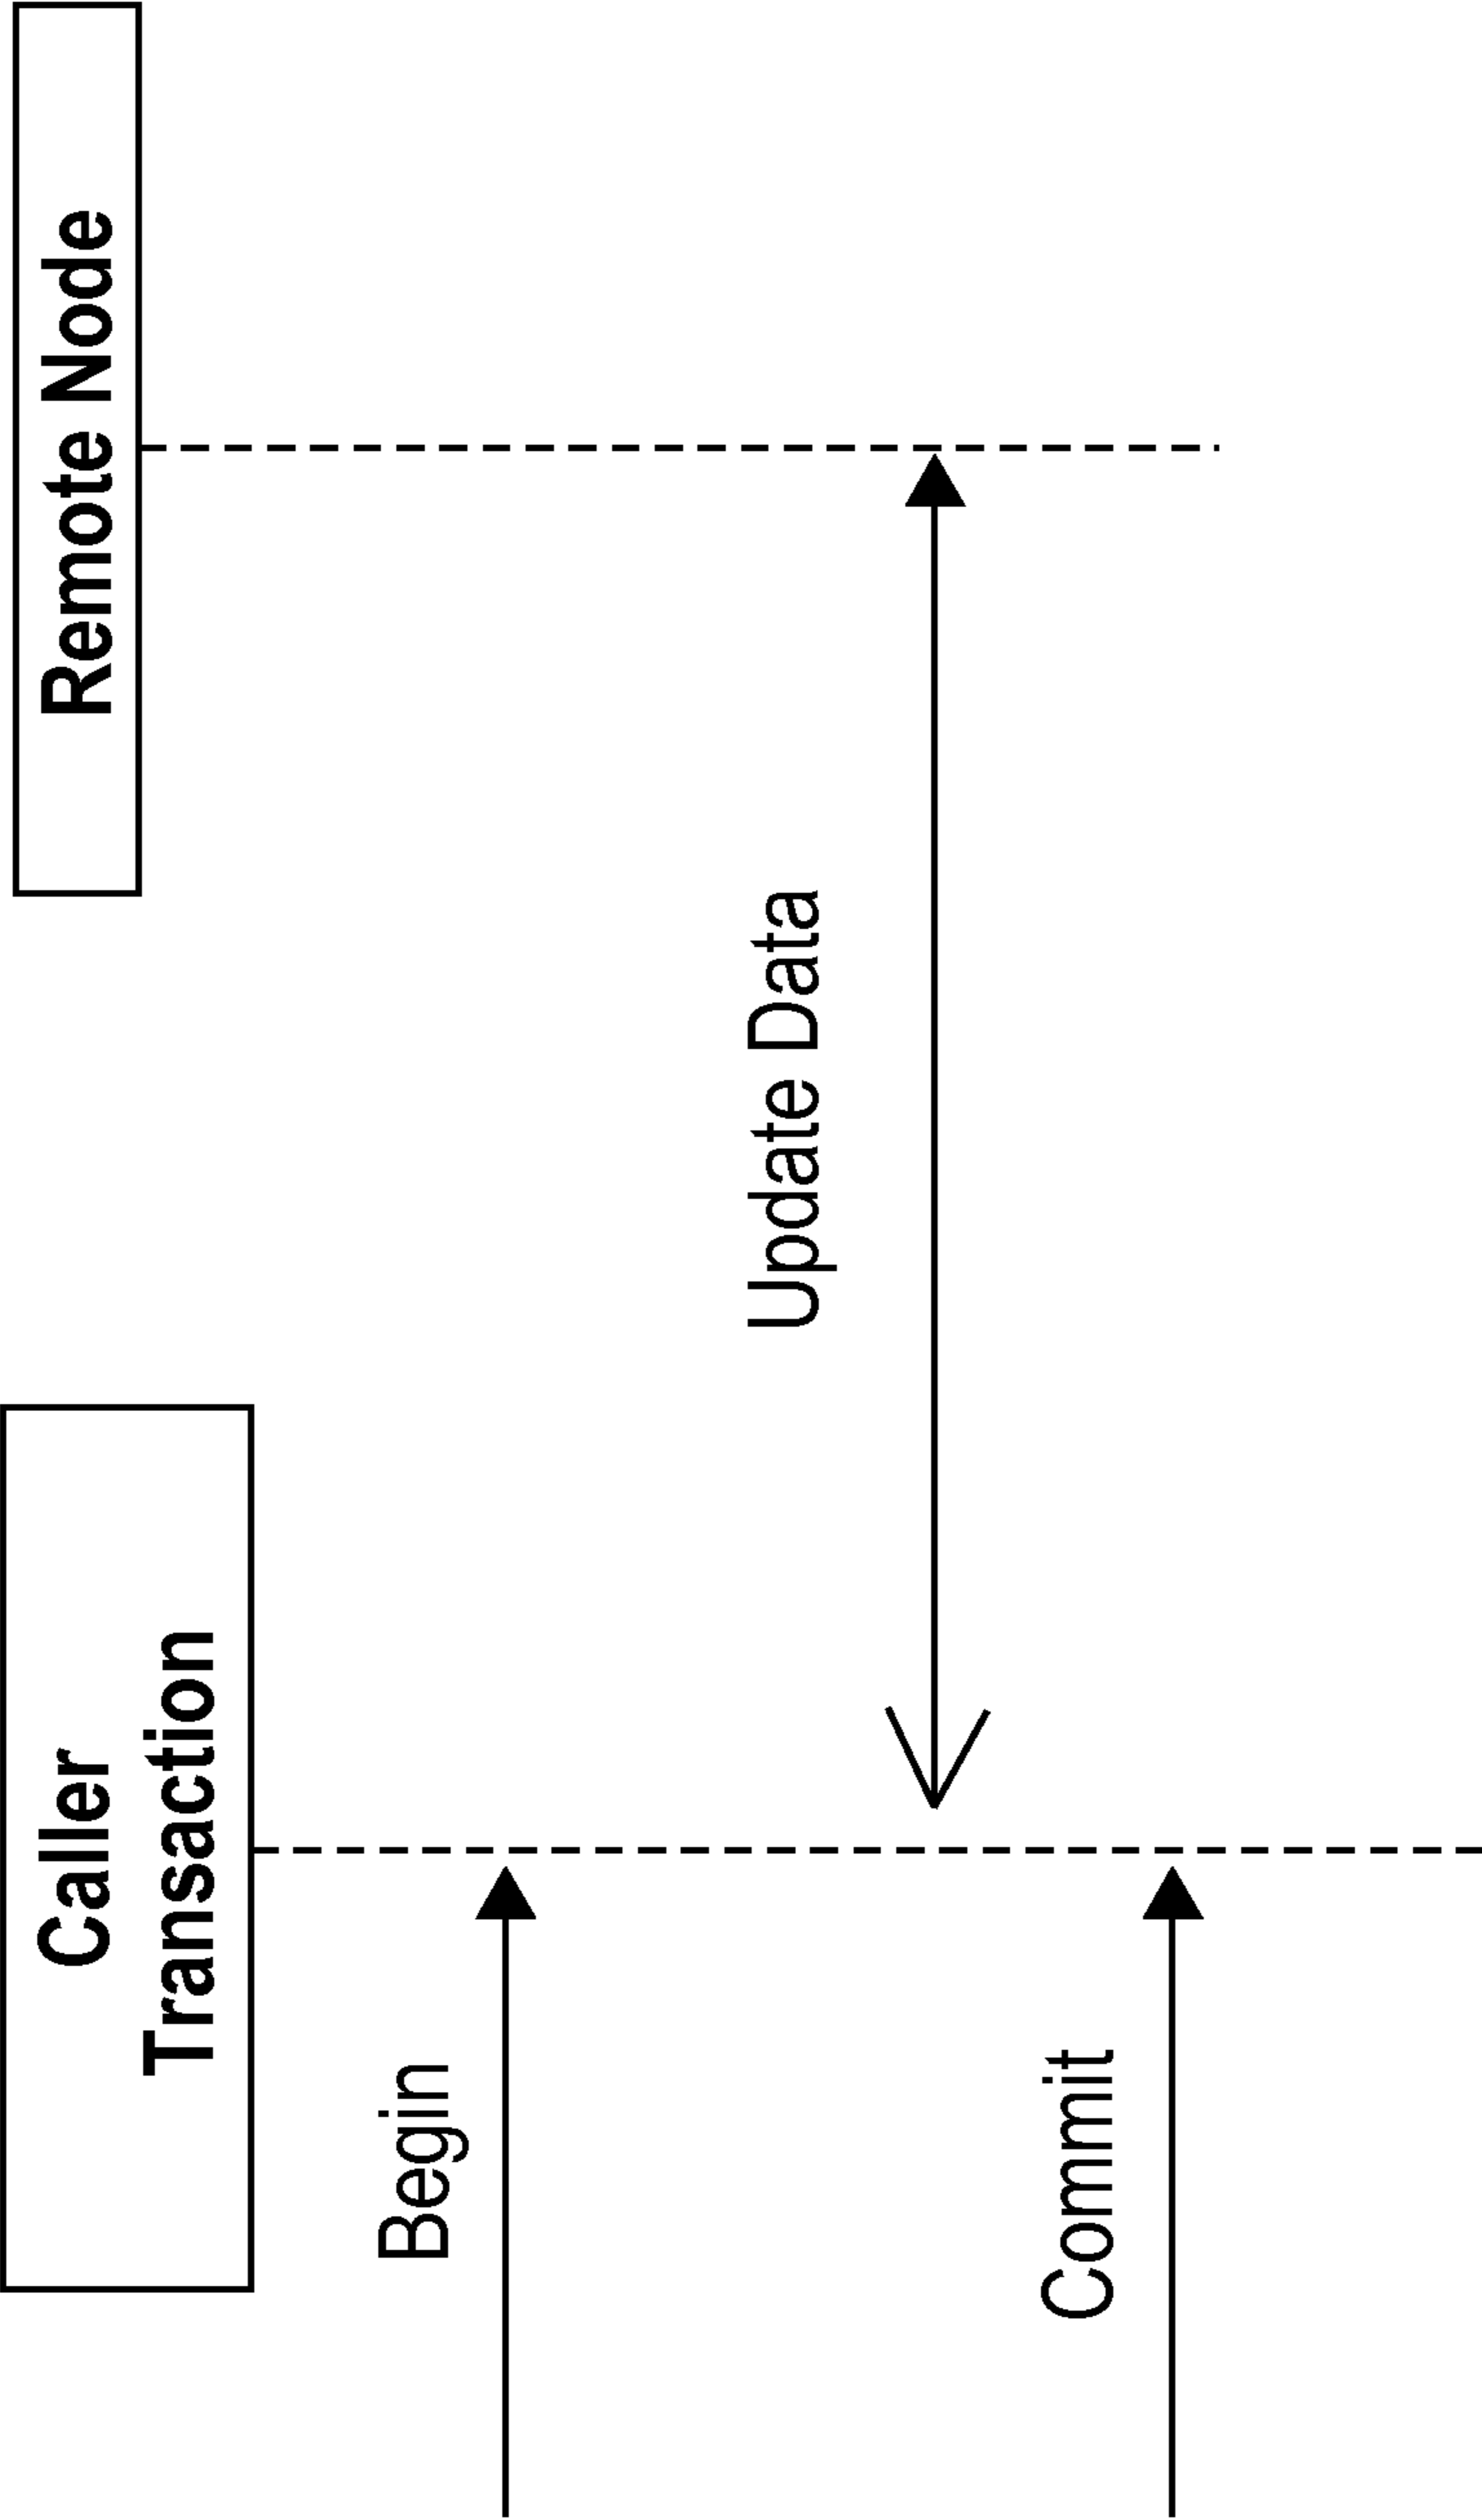 Caller
Transaction
Remote Node
Begin
Update Data
Commit